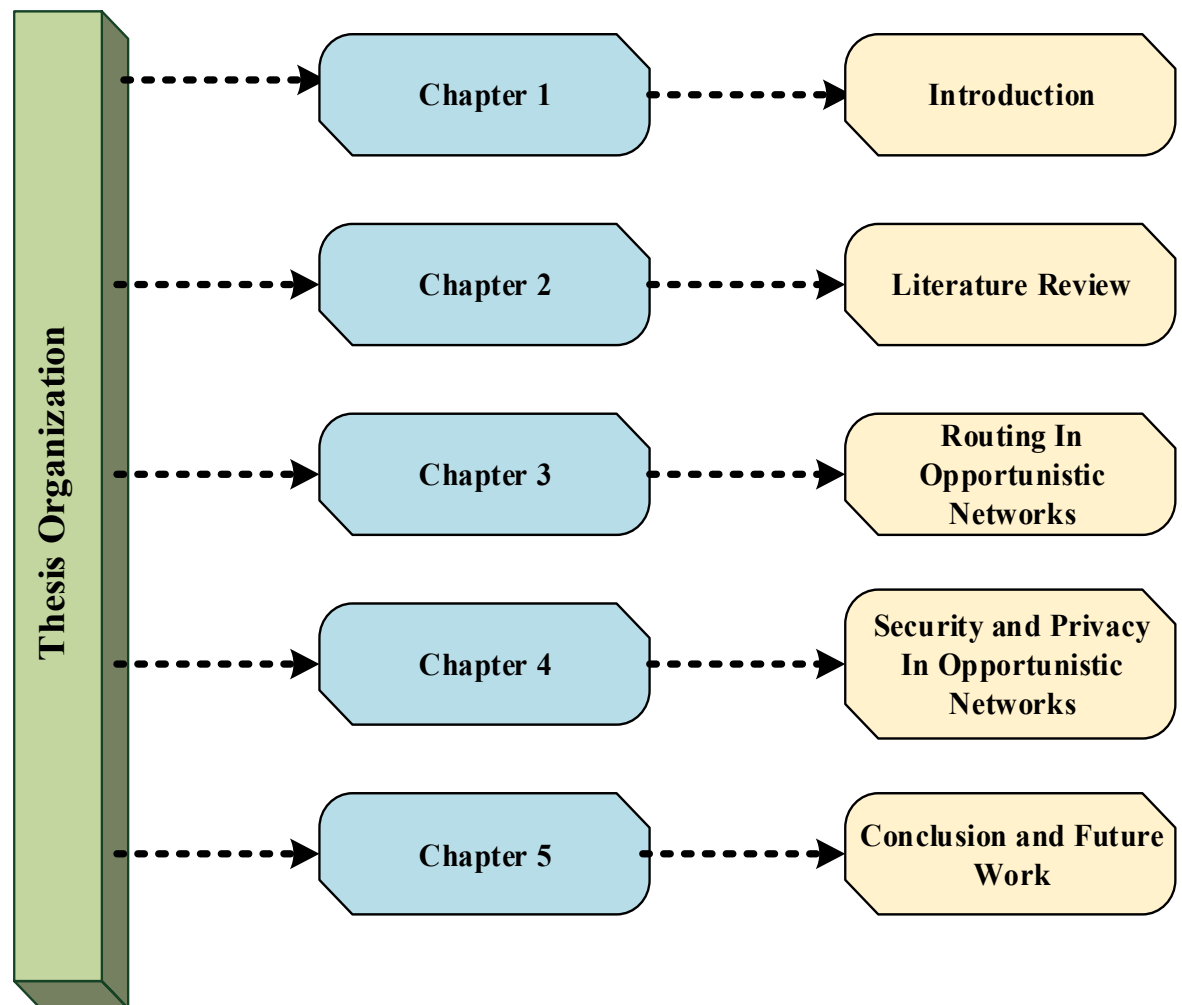 Thesis Organization
Chapter 1
Introduction
Chapter 2
Literature Review
Chapter 3
Routing In
Opportunistic
Networks
Chapter 4
Security and Privacy
In Opportunistic
Networks
Chapter 5
Conclusion and Future
Work